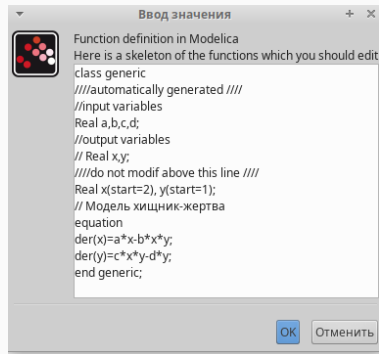 Ввод значения
Function definition in Modelica
Here is a skeleton of the functions which you should edit
class generic
////automatically generated ////
//input variables
Real a,b,c,d;
//output variables
// Real x,y;
////do not modif above this line ////
Real x(start=2), y(start=1);
// Модель хищник-жертва
equation
der(x)=a*x-b*x*y;
der(y)=c*x*y-d*y;
end generic;
OK Отменить